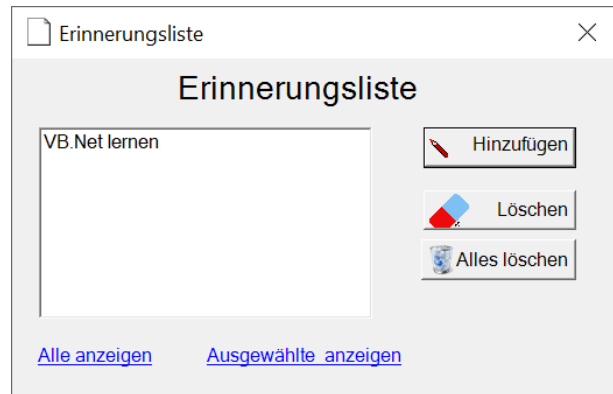 Erinnerungsliste
Erinnerungsliste
VB.Net lernen
Hinzufügen
Löschen
Alles löschen
Alle anzeigen
Ausgewählte  anzeigen